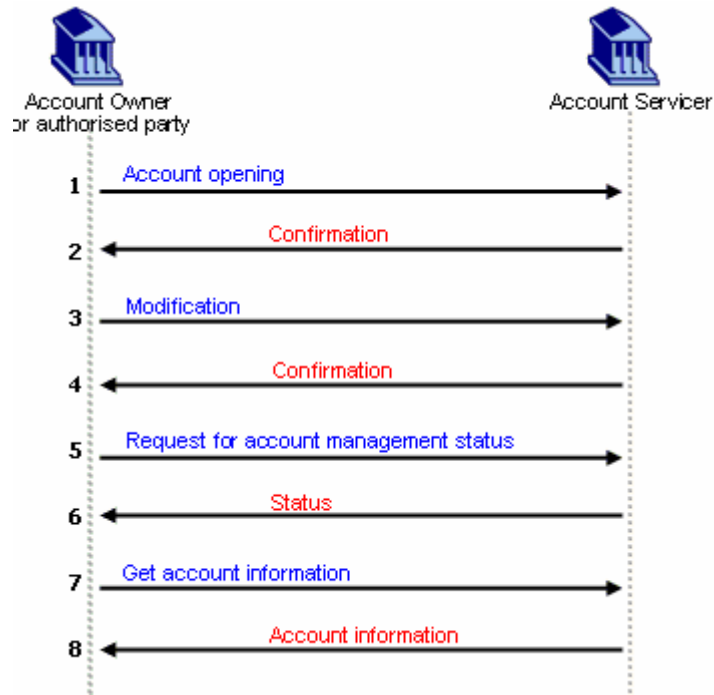 Account Owner
or authorised party
Account Servicer
1 Account opening
2 Confirmation
3 Modification
4 Confirmation
5 Request for account management status
6 Status
7 Get account information
8 Account information